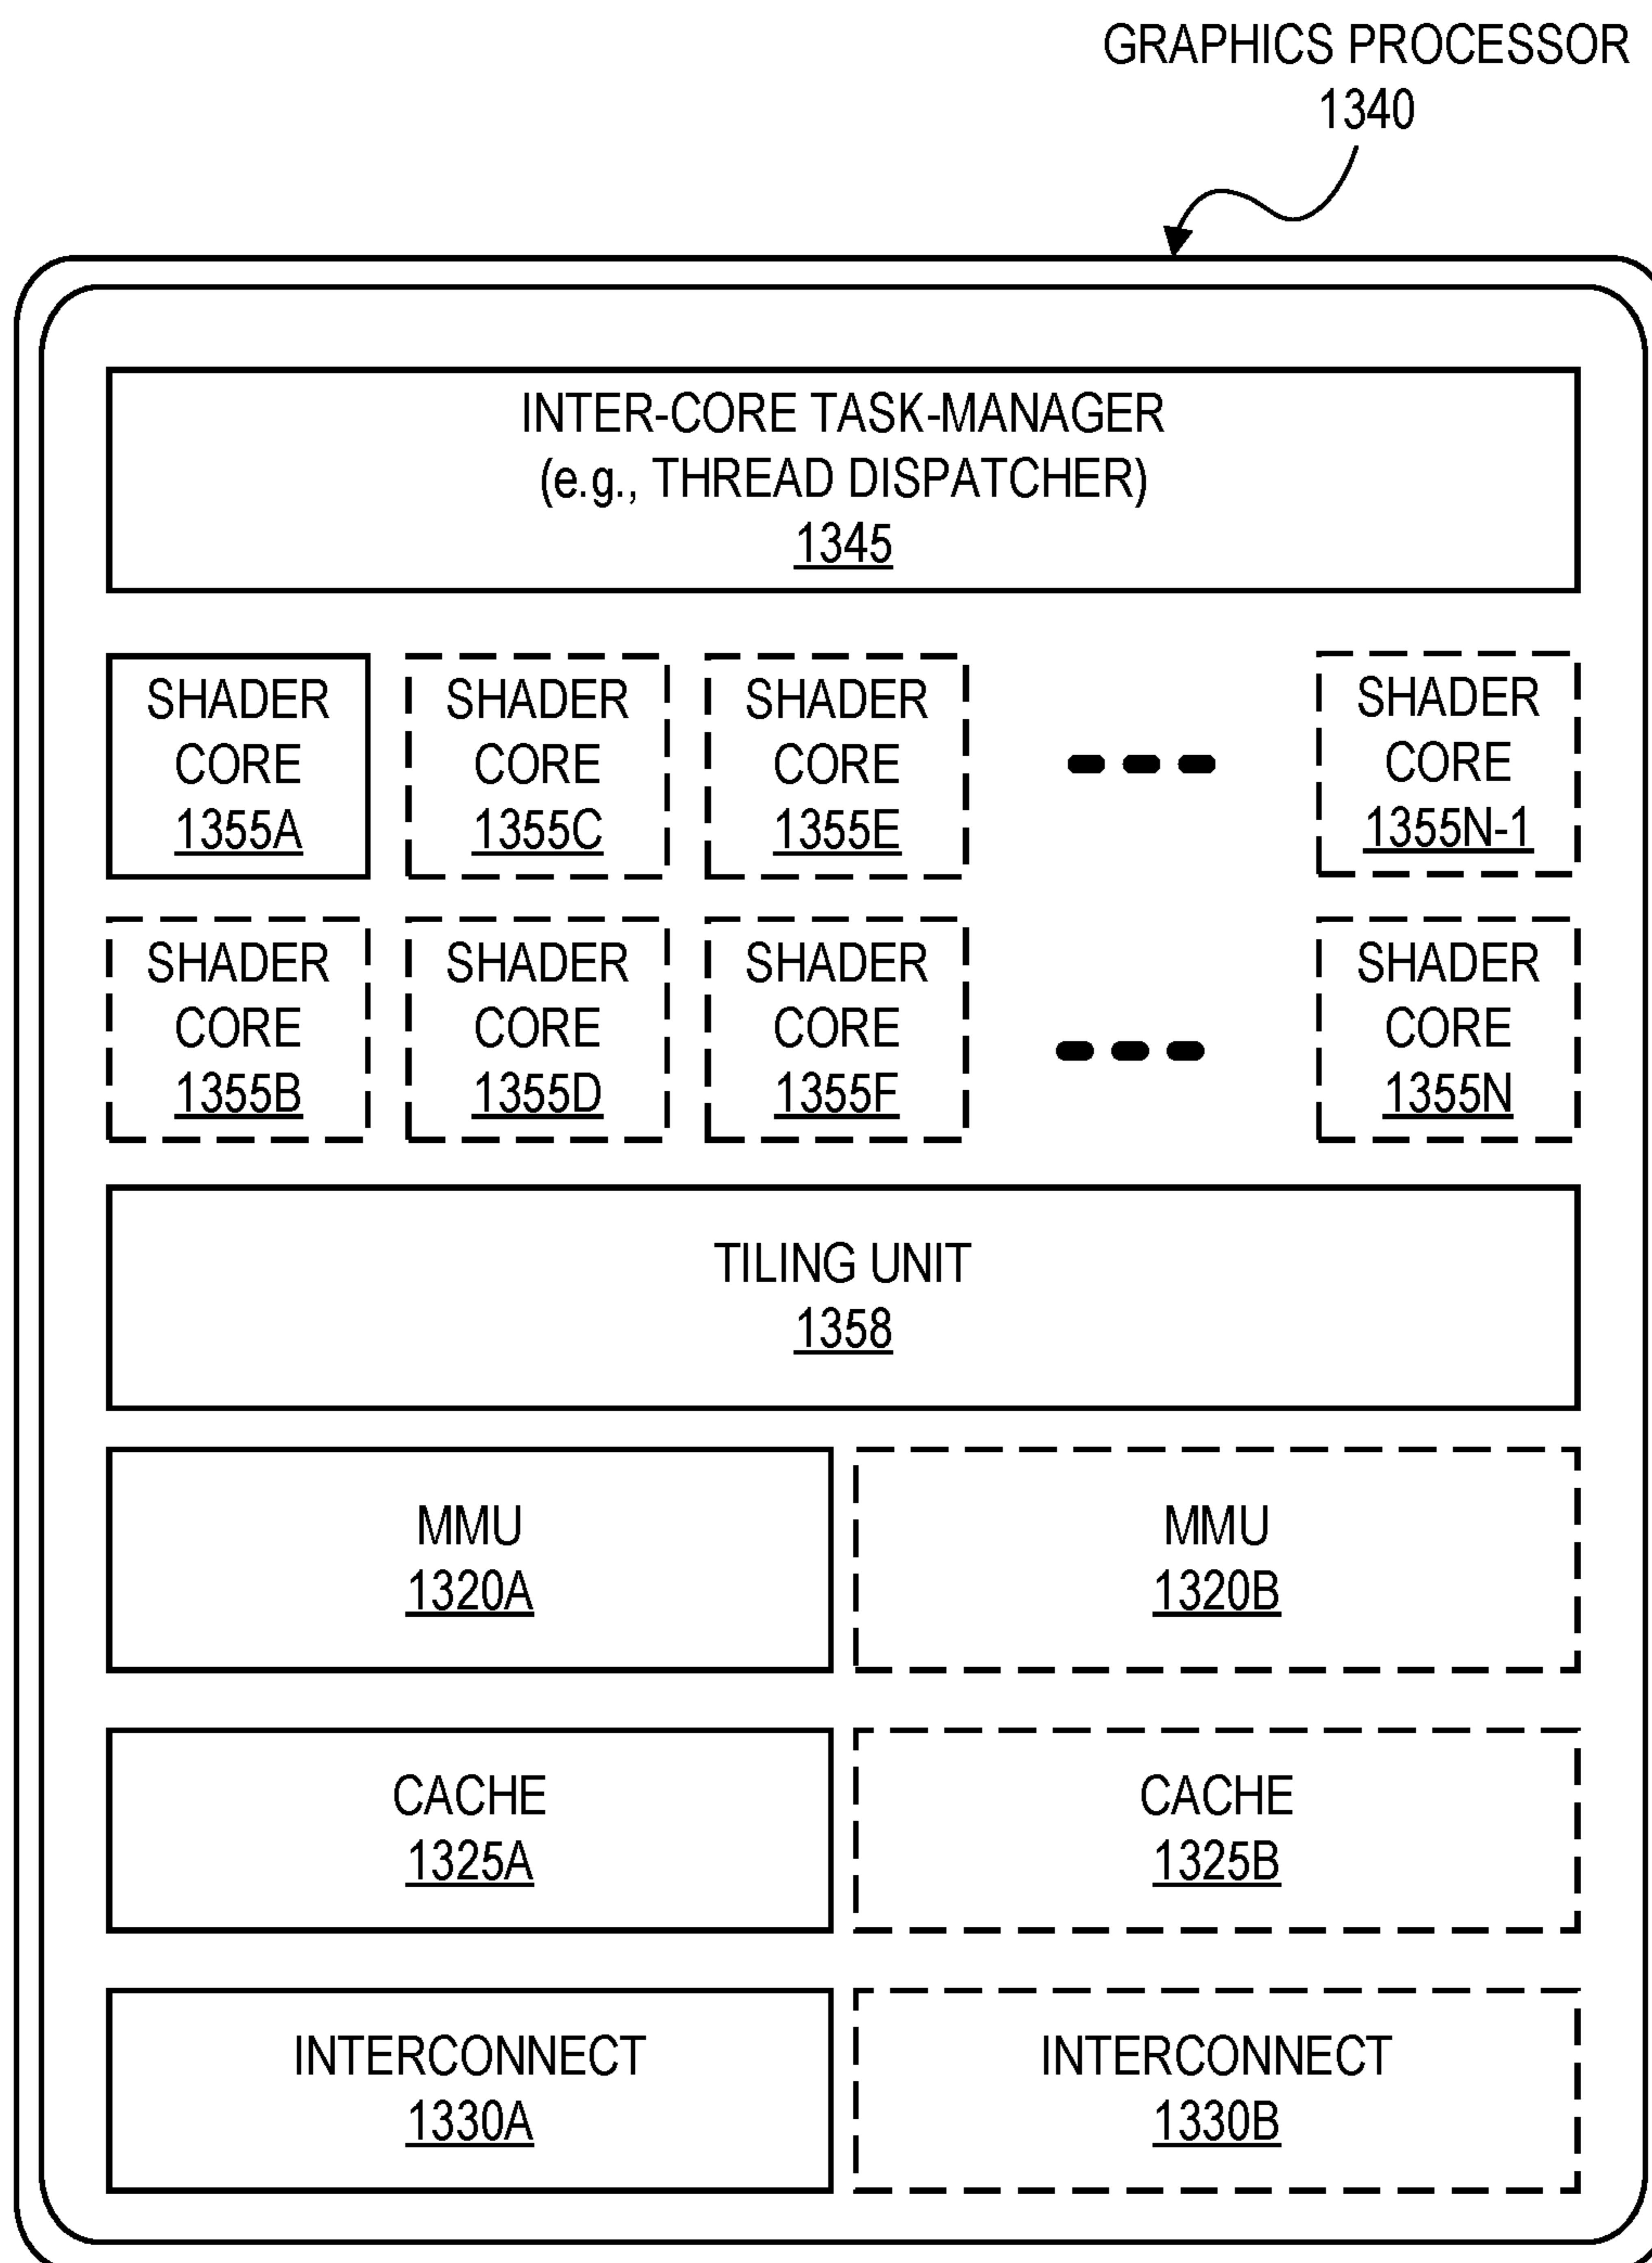 GRAPHICS PROCESSOR
1340
INTER-CORE TASK-MANAGER
(e.g., THREAD DISPATCHER)
1345
SHADER
CORE
1355A
SHADER
CORE
1355C
SHADER
CORE
1355E
SHADER
CORE
1355N-1
SHADER
CORE
1355B
SHADER
CORE
1355D
SHADER
CORE
1355F
SHADER
CORE
1355N
TILING UNIT
1358
MMU
1320A
MMU
1320B
CACHE
1325A
CACHE
1325B
INTERCONNECT
1330A
INTERCONNECT
1330B